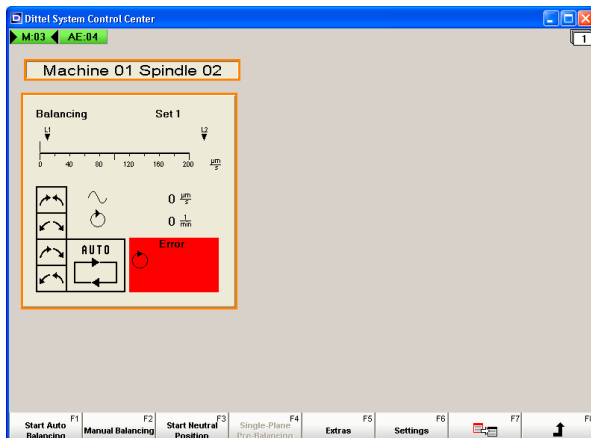 Dittel System Control Center
M:03 AE:04
1
Machine 01 Spindle 02
Balancing Set 1
L1 L2
0 40 80 120 160 200 µm/s
0 µm/s
0 1/min
AUTO
Error
F1 F2 F3 F4 F5 F6 F7 F8
Start Auto Balancing
Manual Balancing
Start Neutral Position
Single-Plane Pre-Balancing
Extras
Settings